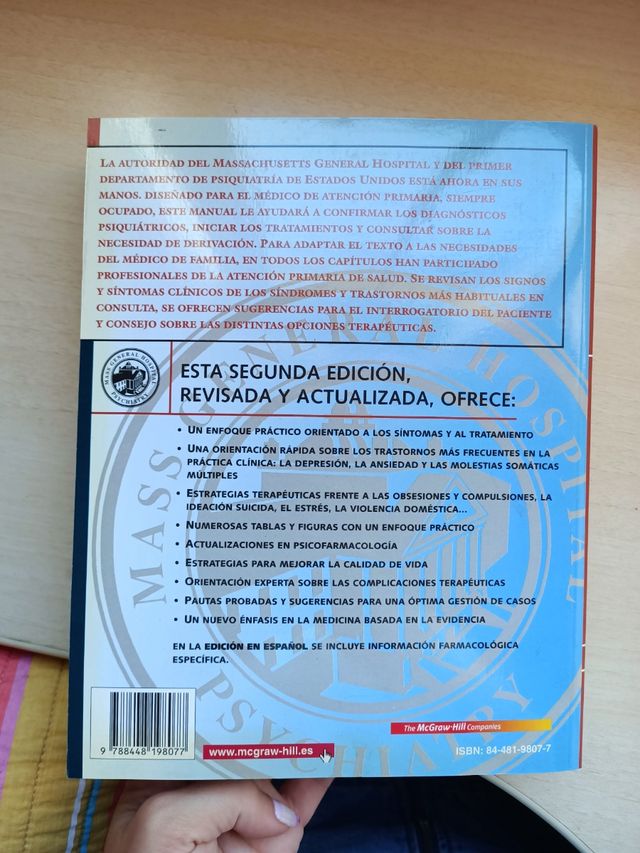 LA AUTORIDAD DEL MASSACHUSETTS GENERAL HOSPITAL Y DEL PRIMER
DEPARTAMENTO DE PSIQUIATRÍA DE ESTADOS UNIDOS ESTÁ AHORA EN SUS
MANOS. DISEÑADO PARA EL MÉDICO DE ATENCIÓN PRIMARIA, SIEMPRE
OCUPADO, ESTE MANUAL LE AYUDARÁ A CONFIRMAR LOS DIAGNÓSTICOS
PSIQUIÁTRICOS, INICIAR LOS TRATAMIENTOS Y CONSULTAR SOBRE LA
NECESIDAD DE DERIVACIÓN. PARA ADAPTAR EL TEXTO A LAS NECESIDADES
DEL MÉDICO DE FAMILIA, EN TODOS LOS CAPÍTULOS HAN PARTICIPADO
PROFESIONALES DE LA ATENCIÓN PRIMARIA DE SALUD. SE REVISAN LOS SIGNOS
Y SÍNTOMAS CLÍNICOS DE LOS SÍNDROMES Y TRASTORNOS MÁS HABITUALES EN
CONSULTA, SE OFRECEN SUGERENCIAS PARA EL INTERROGATORIO DEL PACIENTE
Y CONSEJO SOBRE LAS DISTINTAS OPCIONES TERAPÉUTICAS.
MASS GENERAL HOSPITAL
PSYCHIATRY
ESTA SEGUNDA EDICIÓN,
REVISADA Y ACTUALIZADA, OFRECE:
• UN ENFOQUE PRÁCTICO ORIENTADO A LOS SÍNTOMAS Y AL TRATAMIENTO
• UNA ORIENTACIÓN RÁPIDA SOBRE LOS TRASTORNOS MÁS FRECUENTES EN LA
PRÁCTICA CLÍNICA: LA DEPRESIÓN, LA ANSIEDAD Y LAS MOLESTIAS SOMÁTICAS
MÚLTIPLES
• ESTRATEGIAS TERAPÉUTICAS FRENTE A LAS OBSESIONES Y COMPULSIONES, LA
IDEACIÓN SUICIDA, EL ESTRÉS, LA VIOLENCIA DOMÉSTICA...
• NUMEROSAS TABLAS Y FIGURAS CON UN ENFOQUE PRÁCTICO
• ACTUALIZACIONES EN PSICOFARMACOLOGÍA
• ESTRATEGIAS PARA MEJORAR LA CALIDAD DE VIDA
• ORIENTACIÓN EXPERTA SOBRE LAS COMPLICACIONES TERAPÉUTICAS
• PAUTAS PROBADAS Y SUGERENCIAS PARA UNA ÓPTIMA GESTIÓN DE CASOS
• UN NUEVO ÉNFASIS EN LA MEDICINA BASADA EN LA EVIDENCIA
EN LA EDICIÓN EN ESPAÑOL SE INCLUYE INFORMACIÓN FARMACOLÓGICA
ESPECÍFICA.
MASS GENERAL HOSPITAL
PSYCHIATRY
The McGraw-Hill Companies
9 788448 198077
www.mcgraw-hill.es
ISBN: 84-481-9807-7